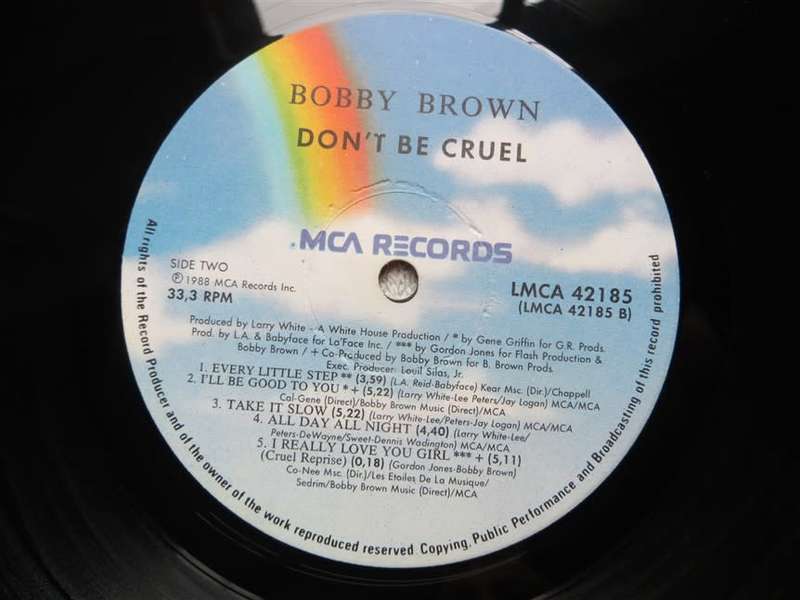 BOBBY BROWN
DON'T BE CRUEL
MCA RECORDS
SIDE TWO
Ⓟ 1988 MCA Records Inc.
33,3 RPM
LMCA 42185
(LMCA 42185 B)
Produced by Larry White - A White House Production / * by Gene Griffin for G.R. Prods.
Prod. by L.A. & Babyface for La'Face Inc. / *** by Gordon Jones for Flash Production &
Bobby Brown / + Co-Produced by Bobby Brown for B. Brown Prods.
Exec. Producer: Louil Silas, Jr.
1. EVERY LITTLE STEP ** (3,59) (L.A. Reid-Babyface) Kear Msc. (Dir.)/Chappell
2. I'LL BE GOOD TO YOU * + (5,22) (Larry White-Lee Peters/Jay Logan) MCA/MCA
Cal-Gene (Direct)/Bobby Brown Music (Direct)/MCA
3. TAKE IT SLOW (5,22) (Larry White-Lee/Peters-Jay Logan) MCA/MCA
4. ALL DAY ALL NIGHT (4,40) (Larry White-Lee/
Peters-DeWayne/Sweet-Dennis Wadington) MCA/MCA
5. I REALLY LOVE YOU GIRL *** + (5,11)
(Cruel Reprise) (0,18) (Gordon Jones-Bobby Brown)
Co-Nee Msc. (Dir.)/Les Etoiles De La Musique/
Sedrim/Bobby Brown Music (Direct)/MCA
All rights of the Record Producer and of the owner of the work reproduced reserved Copying, Public Performance and Broadcasting of this record prohibited